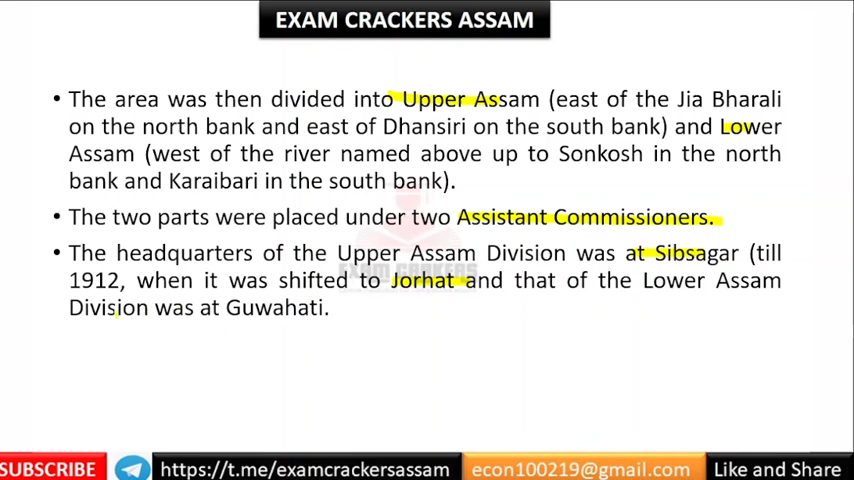 EXAM CRACKERS ASSAM
• The area was then divided into Upper Assam (east of the Jia Bharali
on the north bank and east of Dhansiri on the south bank) and Lower
Assam (west of the river named above up to Sonkosh in the north
bank and Karaibari in the south bank).
• The two parts were placed under two Assistant Commissioners.
• The headquarters of the Upper Assam Division was at Sibsagar (till
1912, when it was shifted to Jorhat and that of the Lower Assam
Division was at Guwahati.
EXAM CRACKERS
SUBSCRIBE https://t.me/examcrackersassam econ100219@gmail.com Like and Share